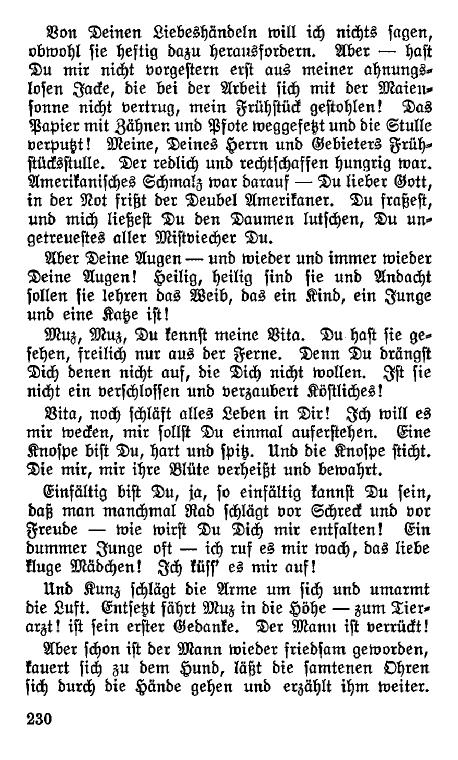 Von Deinen Liebeshändeln will ich nichts sagen,
obwohl sie heftig dazu herausfordern. Aber — hast
Du mir nicht vorgestern erst aus meiner ahnungs-
losen Jacke, die bei der Arbeit sich mit der Maien-
sonne nicht vertrug, mein Frühstück gestohlen! Das
Papier mit Zähnen und Pfote weggefetzt und die Stulle
verputzt! Meine, Deines Herrn und Gebieters Früh-
stücksstulle. Der redlich und rechtschaffen hungrig war.
Amerikanisches Schmalz war darauf — Du lieber Gott,
in der Not frißt der Deubel Amerikaner. Du fraßest,
und mich ließest Du den Daumen lutschen, Du un-
getreuestes aller Mistviecher Du.
Aber Deine Augen — und wieder und immer wieder
Deine Augen! Heilig, heilig sind sie und Andacht
sollen sie lehren das Weib, das ein Kind, ein Junge
und eine Katze ist!
Muz, Muz, Du kennst meine Vita. Du hast sie ge-
sehen, freilich nur aus der Ferne. Denn Du drängst
Dich denen nicht auf, die Dich nicht wollen. Ist sie
nicht ein verschlossen und verzaubert Köstliches!
Vita, noch schläft alles Leben in Dir! Ich will es
mir wecken, mir sollst Du einmal auferstehen. Eine
Knospe bist Du, hart und spitz. Und die Knospe sticht.
Die mir, mir ihre Blüte verheißt und bewahrt.
Einfältig bist Du, ja, so einfältig kannst Du sein,
daß man manchmal Rad schlägt vor Schreck und vor
Freude — wie wirst Du Dich mir entfalten! Ein
dummer Junge oft — ich ruf es mir wach, das liebe
kluge Mädchen! Ich küss' es mir auf!
Und Kunz schlägt die Arme um sich und umarmt
die Luft. Entsetzt fährt Muz in die Höhe — zum Tier-
arzt! ist sein erster Gedanke. Der Mann ist verrückt!
Aber schon ist der Mann wieder friedsam geworden,
kauert sich zu dem Hund, läßt die samtenen Ohren
sich durch die Hände gehen und erzählt ihm weiter.
230